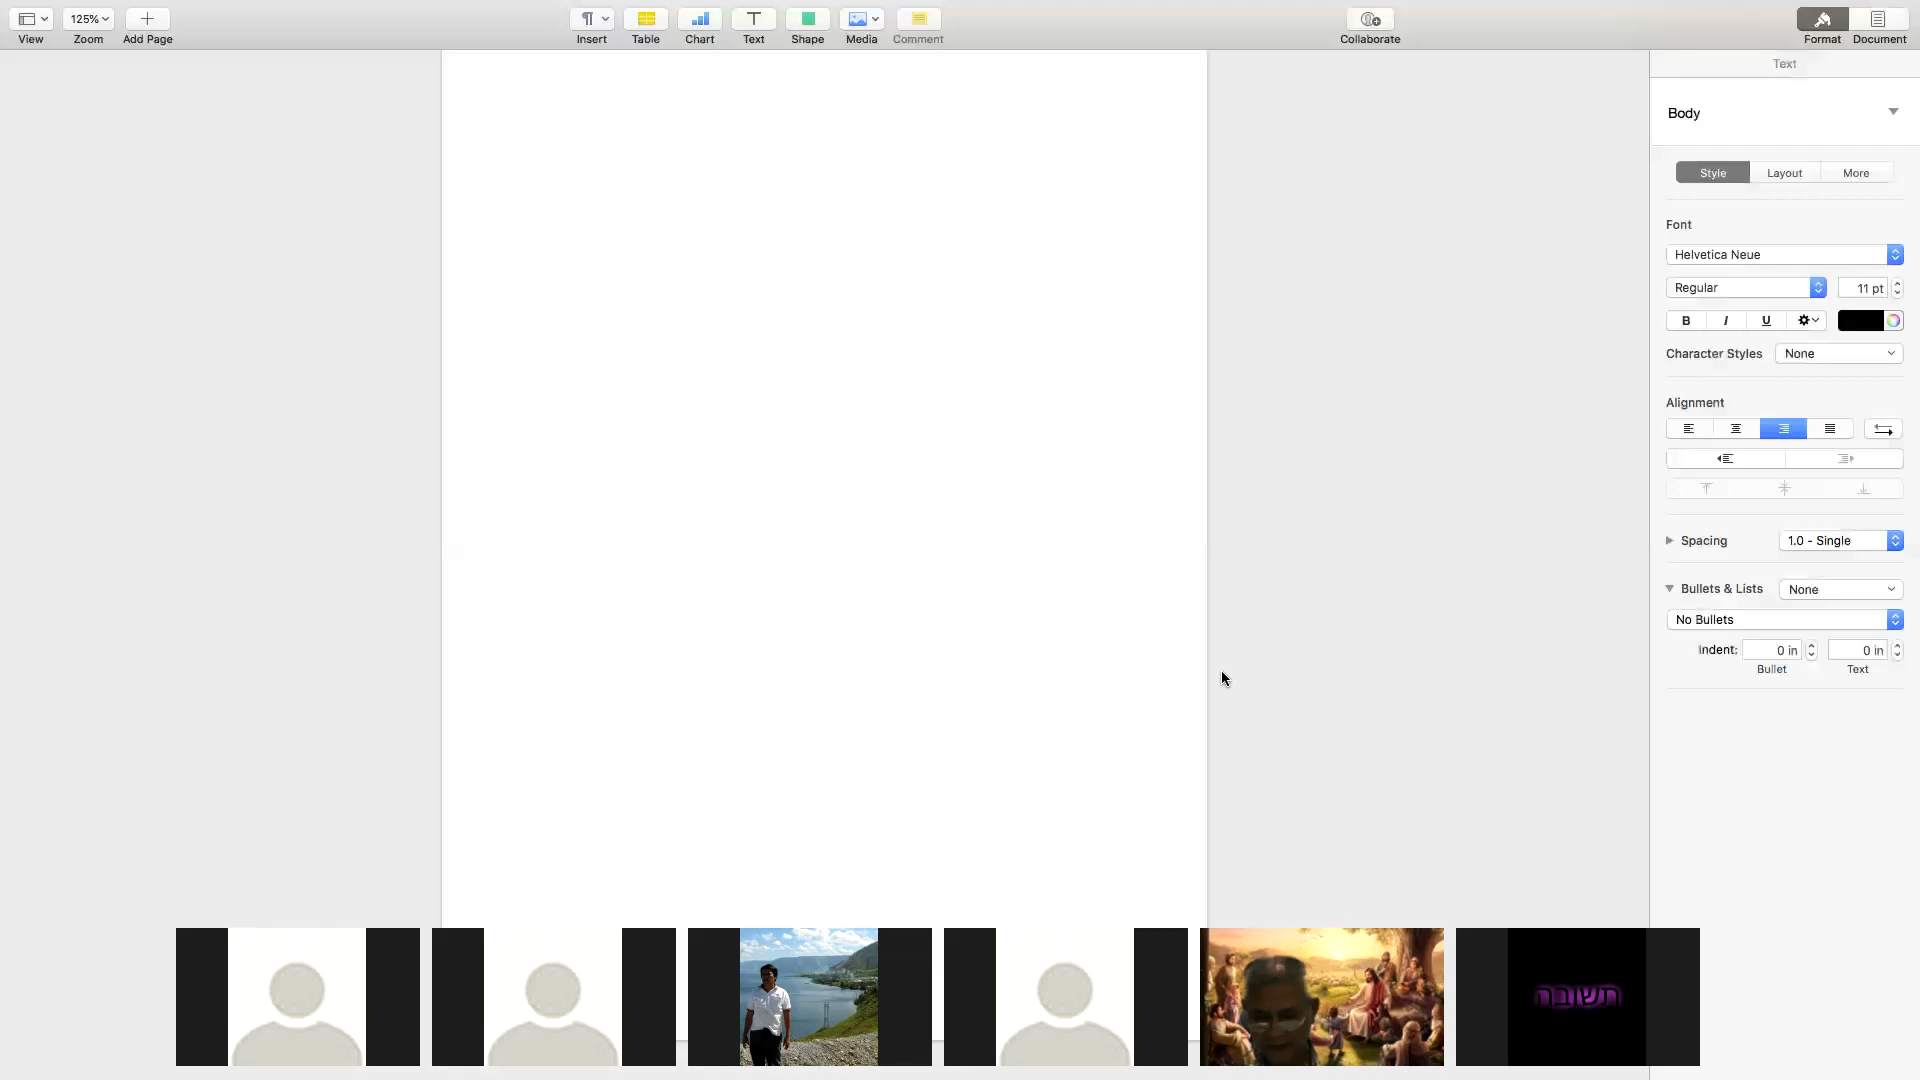 125%
View
Zoom
Add Page
Insert
Table
Chart
Text
Shape
Media
Comment
Collaborate
Format
Document
Text
Body
Style
Layout
More
Font
Helvetica Neue
Regular
11 pt
B
I
U
Character Styles
None
Alignment
Spacing
1.0 - Single
Bullets & Lists
None
No Bullets
Indent:
0 in
0 in
Bullet
Text
תשובה